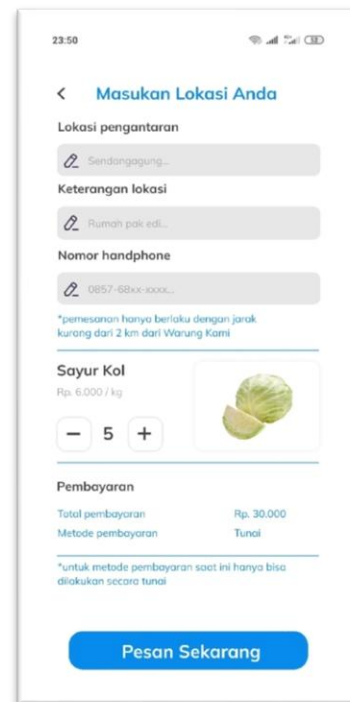 23:50
Masukan Lokasi Anda
Lokasi pengantaran
Sendangagung...
Keterangan lokasi
Rumah pak edi...
Nomor handphone
0857-68xx-xxxx...
*pemesanan hanya berlaku dengan jarak
kurang dari 2 km dari Warung Kami
Sayur Kol
Rp. 6.000 / kg
− 5 +
Pembayaran
Total pembayaran Rp. 30.000
Metode pembayaran Tunai
*untuk metode pembayaran saat ini hanya bisa
dilakukan secara tunai
Pesan Sekarang